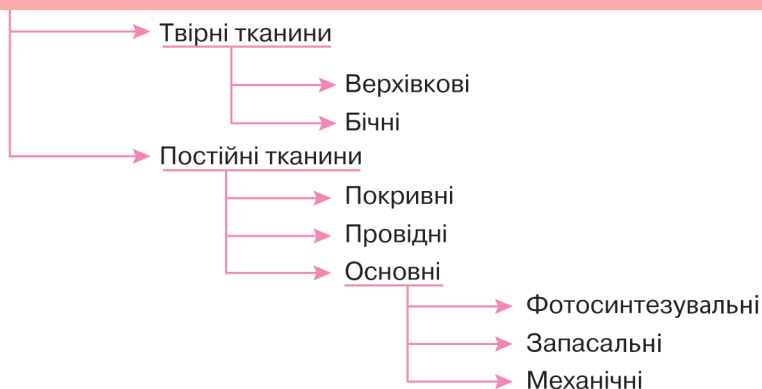 Твірні тканини
Верхівкові
Бічні
Постійні тканини
Покривні
Провідні
Основні
Фотосинтезувальні
Запасальні
Механічні